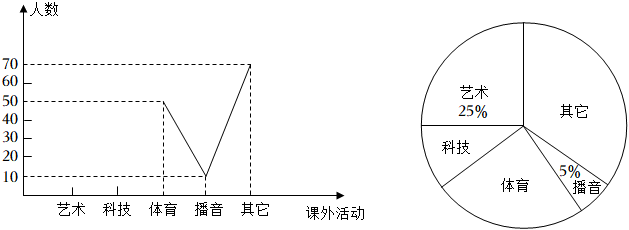 人数
70
60
50
40
30
20
10
艺术 科技 体育 播音 其它
课外活动
艺术
25%
其它
科技
5%
播音
体育